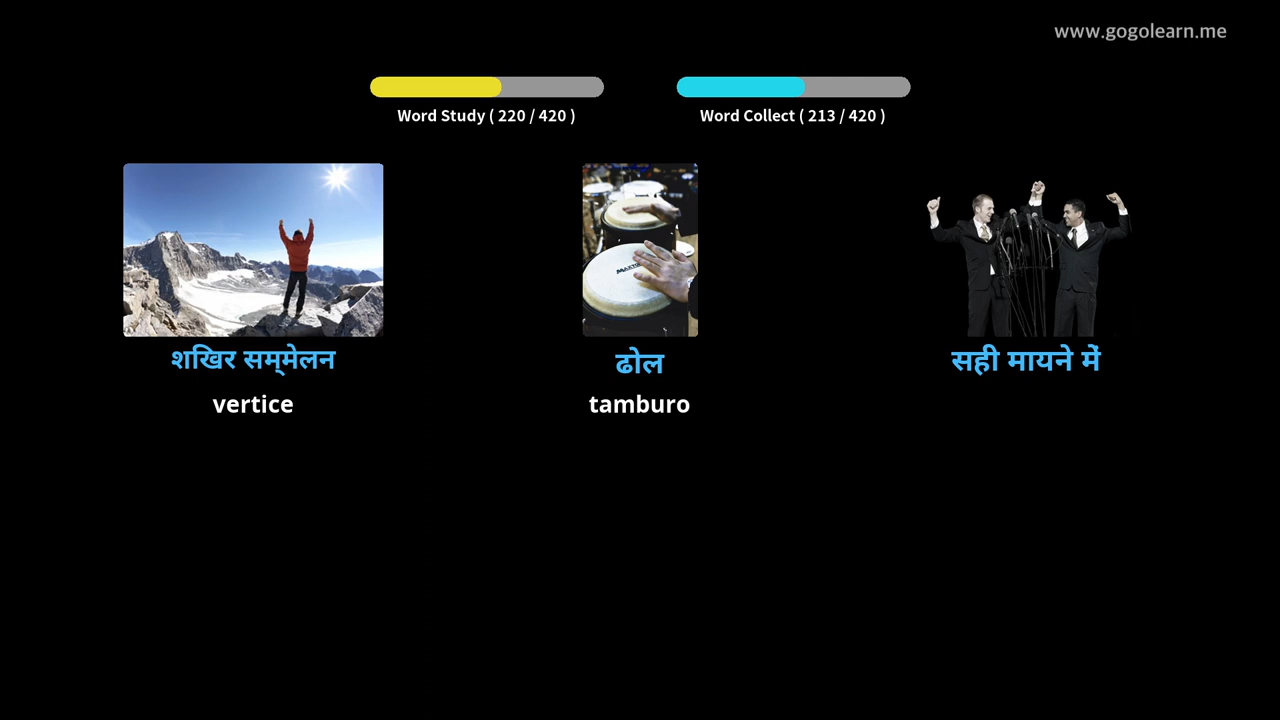 www.gogolearn.me
Word Study ( 220 / 420 )
Word Collect ( 213 / 420 )
शखिर सम्मेलन
ढोल
सही मायने में
vertice
tamburo